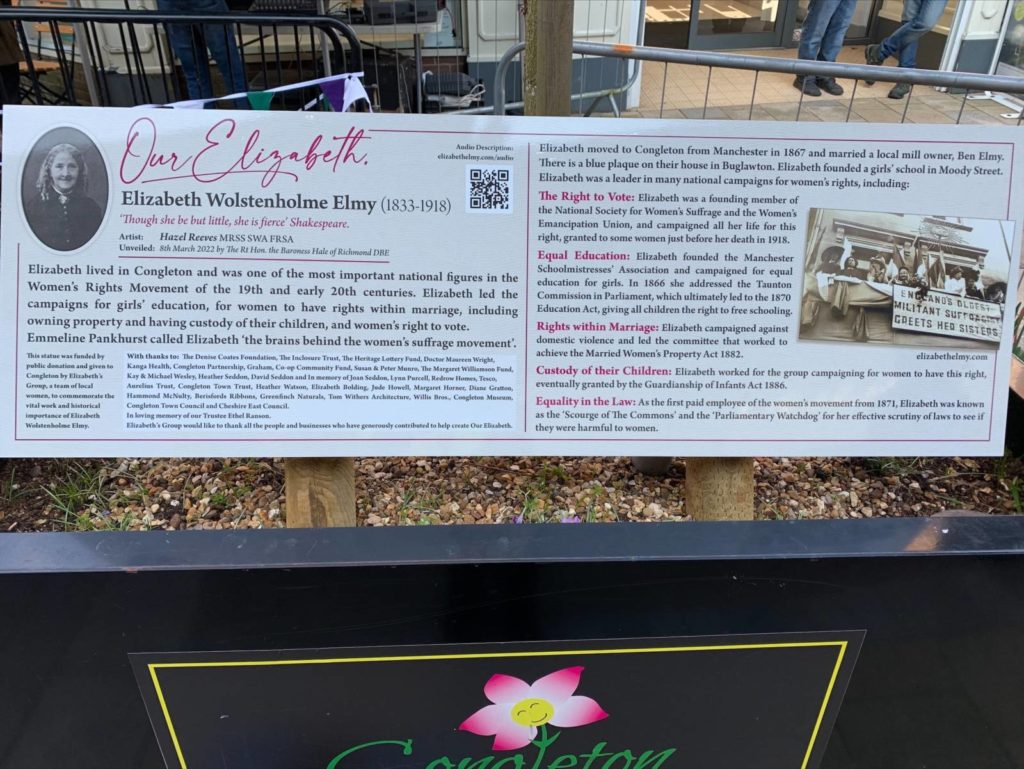 Our Elizabeth.
Audio Description:
elizabethelmy.com/audio
Elizabeth Wolstenholme Elmy (1833-1918)
'Though she be but little, she is fierce' Shakespeare.
Artist: Hazel Reeves MRSS SWA FRSA
Unveiled: 8th March 2022 by The Rt Hon. the Baroness Hale of Richmond DBE
Elizabeth lived in Congleton and was one of the most important national figures in the
Women's Rights Movement of the 19th and early 20th centuries. Elizabeth led the
campaigns for girls' education, for women to have rights within marriage, including
owning property and having custody of their children, and women's right to vote.
Emmeline Pankhurst called Elizabeth 'the brains behind the women's suffrage movement'.
This statue was funded by
public donation and given to
Congleton by Elizabeth's
Group, a team of local
women, to commemorate the
vital work and historical
importance of Elizabeth
Wolstenholme Elmy.
With thanks to: The Denise Coates Foundation, The Inclosure Trust, The Heritage Lottery Fund, Doctor Maureen Wright,
Kanga Health, Congleton Partnership, Graham, Co-op Community Fund, Susan & Peter Munro, The Margaret Williamson Fund,
Kay & Michael Wesley, Heather Seddon, David Seddon and In memory of Joan Seddon, Lynn Purcell, Redrow Homes, Tesco,
Aurelius Trust, Congleton Town Trust, Heather Watson, Elizabeth Bolding, Jude Howell, Margaret Horner, Diane Gratton,
Hammond McNulty, Berisfords Ribbons, Greenfinch Naturals, Tom Withers Architecture, Willis Bros., Congleton Museum,
Congleton Town Council and Cheshire East Council.
In loving memory of our Trustee Ethel Ranson.
Elizabeth's Group would like to thank all the people and businesses who have generously contributed to help create Our Elizabeth.
Elizabeth moved to Congleton from Manchester in 1867 and married a local mill owner, Ben Elmy.
There is a blue plaque on their house in Buglawton. Elizabeth founded a girls' school in Moody Street.
Elizabeth was a leader in many national campaigns for women's rights, including:
The Right to Vote: Elizabeth was a founding member of
the National Society for Women's Suffrage and the Women's
Emancipation Union, and campaigned all her life for this
right, granted to some women just before her death in 1918.
Equal Education: Elizabeth founded the Manchester
Schoolmistresses' Association and campaigned for equal
education for girls. In 1866 she addressed the Taunton
Commission in Parliament, which ultimately led to the 1870
Education Act, giving all children the right to free schooling.
Rights within Marriage: Elizabeth campaigned against
domestic violence and led the committee that worked to
achieve the Married Women's Property Act 1882.
ENGLAND'S OLDEST
MILITANT SUFFRAGIST
GREETS HER SISTERS
elizabethelmy.com
Custody of their Children: Elizabeth worked for the group campaigning for women to have this right,
eventually granted by the Guardianship of Infants Act 1886.
Equality in the Law: As the first paid employee of the women's movement from 1871, Elizabeth was known
as the 'Scourge of The Commons' and the 'Parliamentary Watchdog' for her effective scrutiny of laws to see if
they were harmful to women.
Congleton